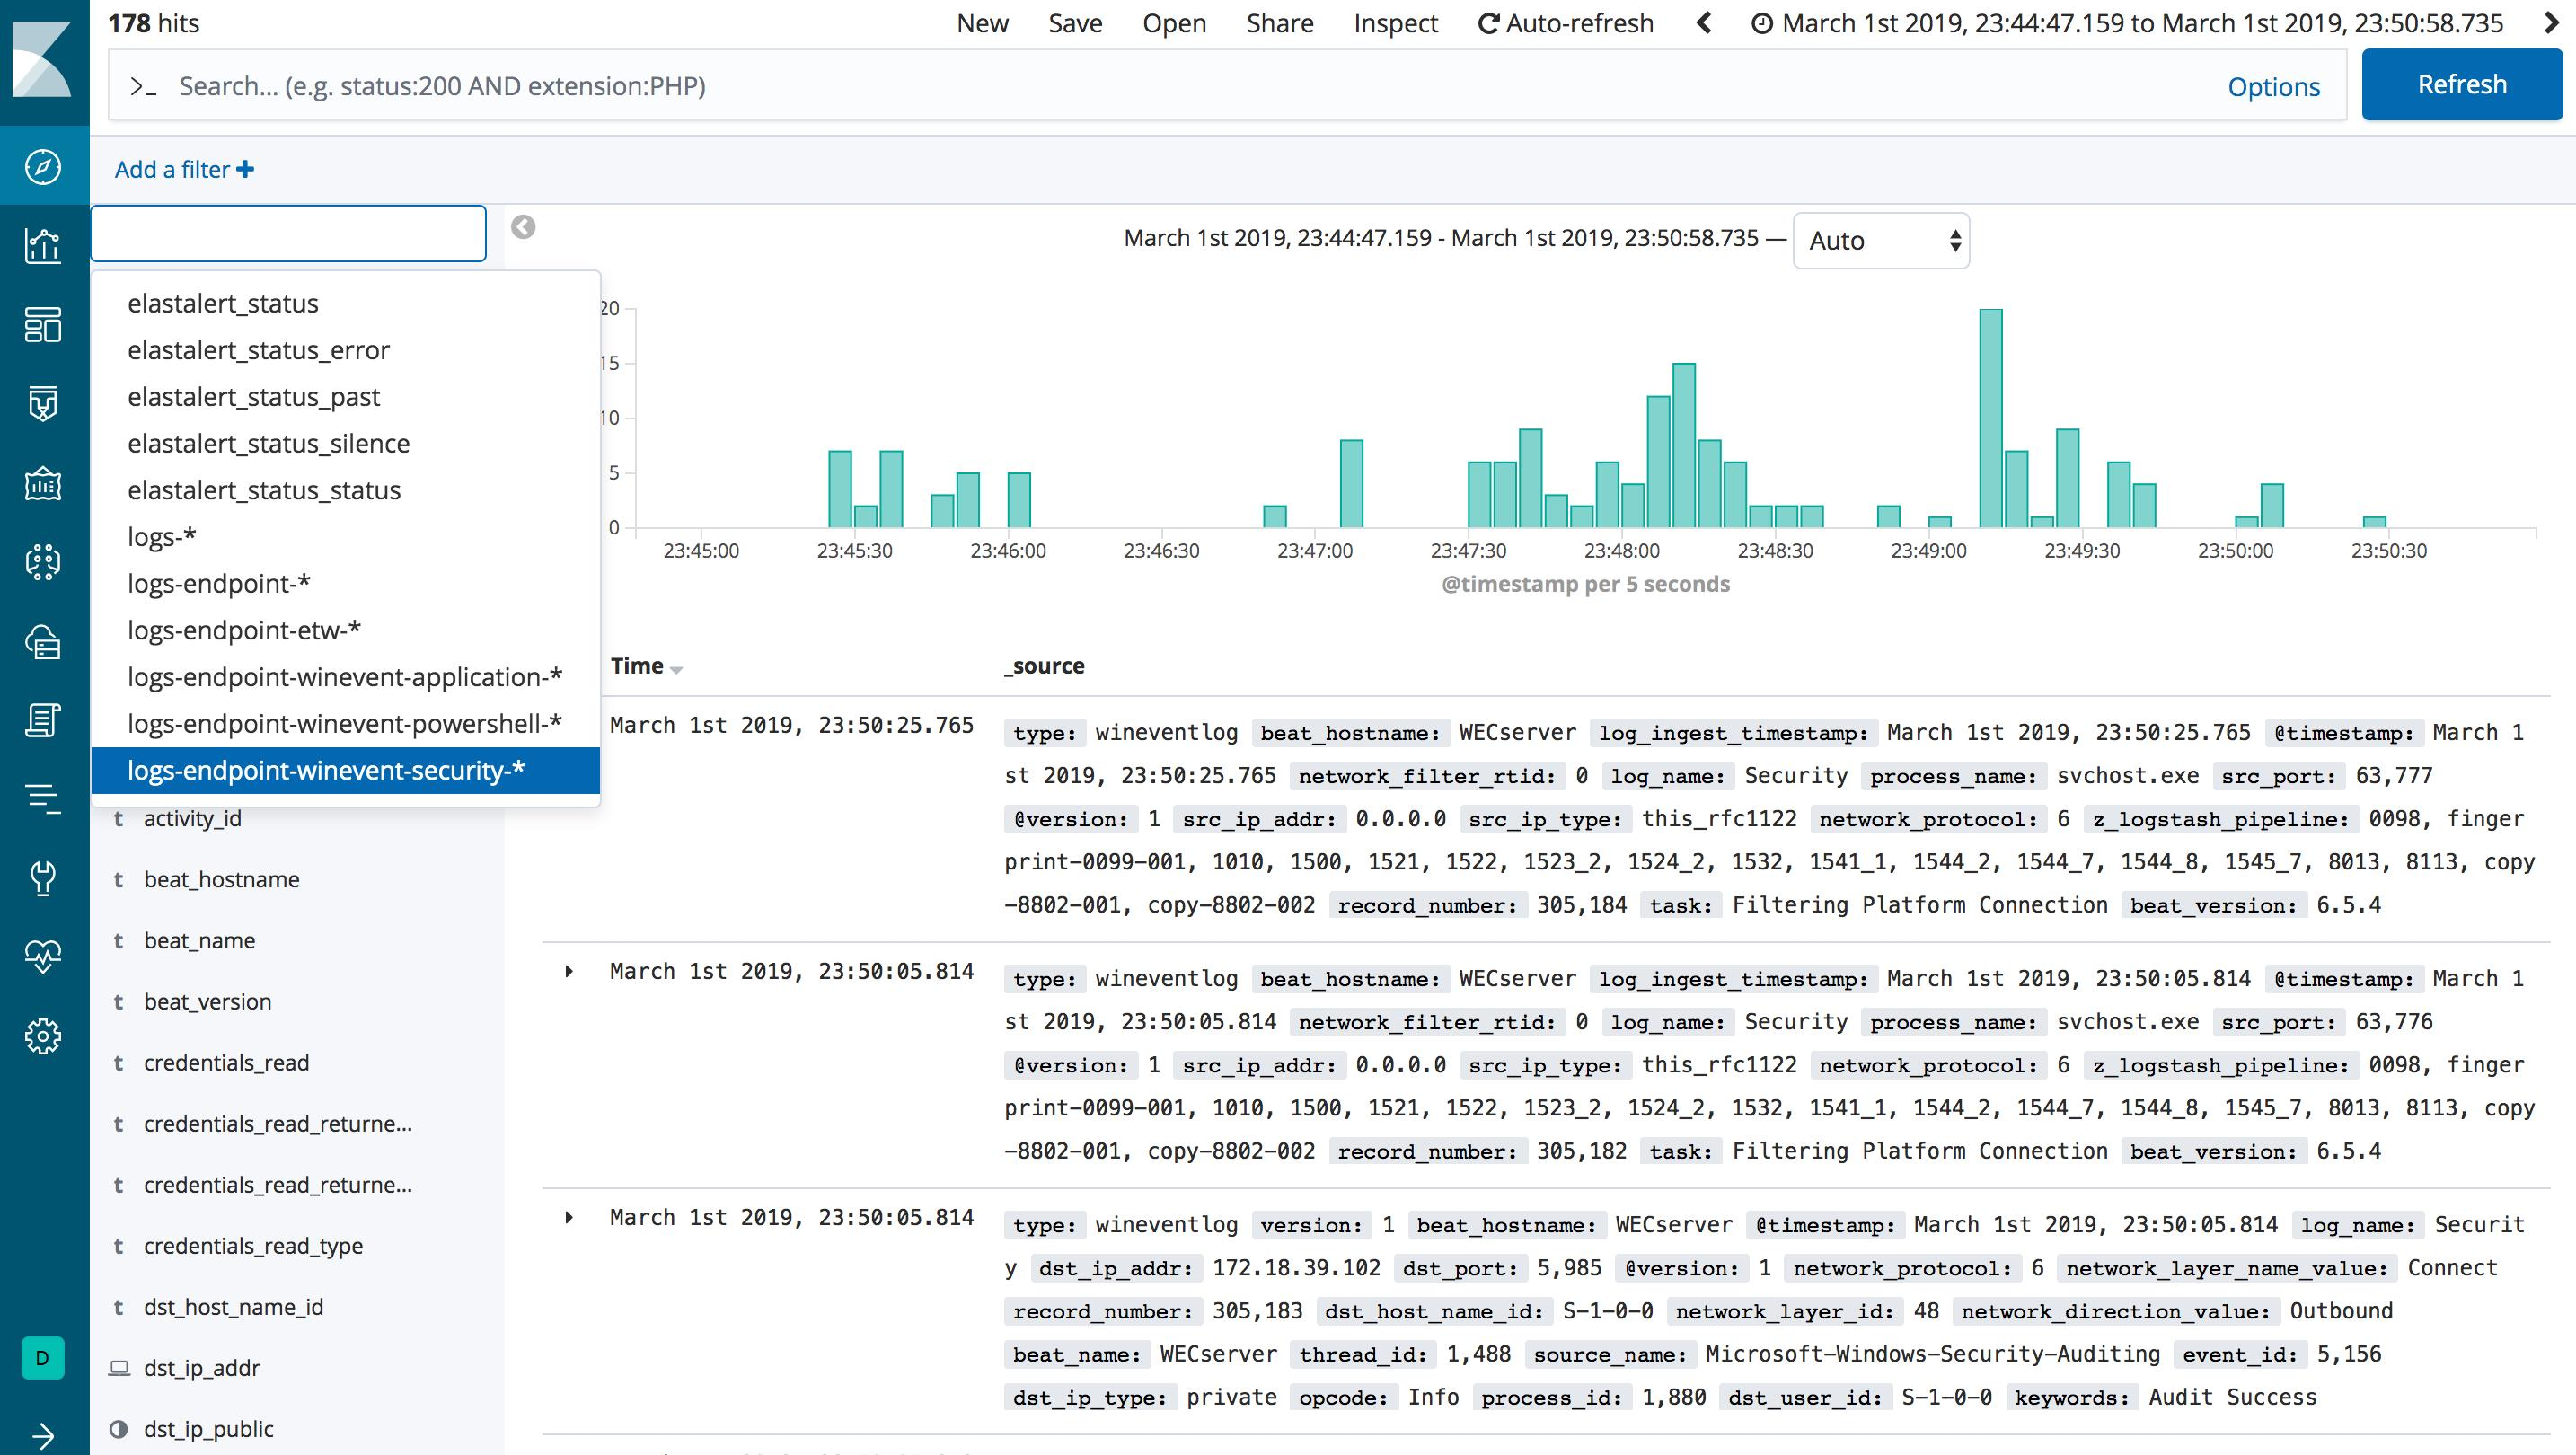 178 hits
New Save Open Share Inspect Auto-refresh March 1st 2019, 23:44:47.159 to March 1st 2019, 23:50:58.735
>_ Search... (e.g. status:200 AND extension:PHP) Options Refresh
Add a filter +
March 1st 2019, 23:44:47.159 - March 1st 2019, 23:50:58.735 — Auto
elastalert_status
elastalert_status_error
elastalert_status_past
elastalert_status_silence
elastalert_status_status
logs-*
logs-endpoint-*
logs-endpoint-etw-*
logs-endpoint-winevent-application-*
logs-endpoint-winevent-powershell-*
logs-endpoint-winevent-security-*
t activity_id
t beat_hostname
t beat_name
t beat_version
t credentials_read
t credentials_read_returne...
t credentials_read_returne...
t credentials_read_type
t dst_host_name_id
dst_ip_addr
dst_ip_public
D
20
15
10
5
0
23:45:00 23:45:30 23:46:00 23:46:30 23:47:00 23:47:30 23:48:00 23:48:30 23:49:00 23:49:30 23:50:00 23:50:30
@timestamp per 5 seconds
Time _source
March 1st 2019, 23:50:25.765 type: wineventlog beat_hostname: WECserver log_ingest_timestamp: March 1st 2019, 23:50:25.765 @timestamp: March 1
st 2019, 23:50:25.765 network_filter_rtid: 0 log_name: Security process_name: svchost.exe src_port: 63,777
@version: 1 src_ip_addr: 0.0.0.0 src_ip_type: this_rfc1122 network_protocol: 6 z_logstash_pipeline: 0098, finger
print-0099-001, 1010, 1500, 1521, 1522, 1523_2, 1524_2, 1532, 1541_1, 1544_2, 1544_7, 1544_8, 1545_7, 8013, 8113, copy
-8802-001, copy-8802-002 record_number: 305,184 task: Filtering Platform Connection beat_version: 6.5.4
March 1st 2019, 23:50:05.814 type: wineventlog beat_hostname: WECserver log_ingest_timestamp: March 1st 2019, 23:50:05.814 @timestamp: March 1
st 2019, 23:50:05.814 network_filter_rtid: 0 log_name: Security process_name: svchost.exe src_port: 63,776
@version: 1 src_ip_addr: 0.0.0.0 src_ip_type: this_rfc1122 network_protocol: 6 z_logstash_pipeline: 0098, finger
print-0099-001, 1010, 1500, 1521, 1522, 1523_2, 1524_2, 1532, 1541_1, 1544_2, 1544_7, 1544_8, 1545_7, 8013, 8113, copy
-8802-001, copy-8802-002 record_number: 305,182 task: Filtering Platform Connection beat_version: 6.5.4
March 1st 2019, 23:50:05.814 type: wineventlog version: 1 beat_hostname: WECserver @timestamp: March 1st 2019, 23:50:05.814 log_name: Securit
y dst_ip_addr: 172.18.39.102 dst_port: 5,985 @version: 1 network_protocol: 6 network_layer_name_value: Connect
record_number: 305,183 dst_host_name_id: S-1-0-0 network_layer_id: 48 network_direction_value: Outbound
beat_name: WECserver thread_id: 1,488 source_name: Microsoft-Windows-Security-Auditing event_id: 5,156
dst_ip_type: private opcode: Info process_id: 1,880 dst_user_id: S-1-0-0 keywords: Audit Success